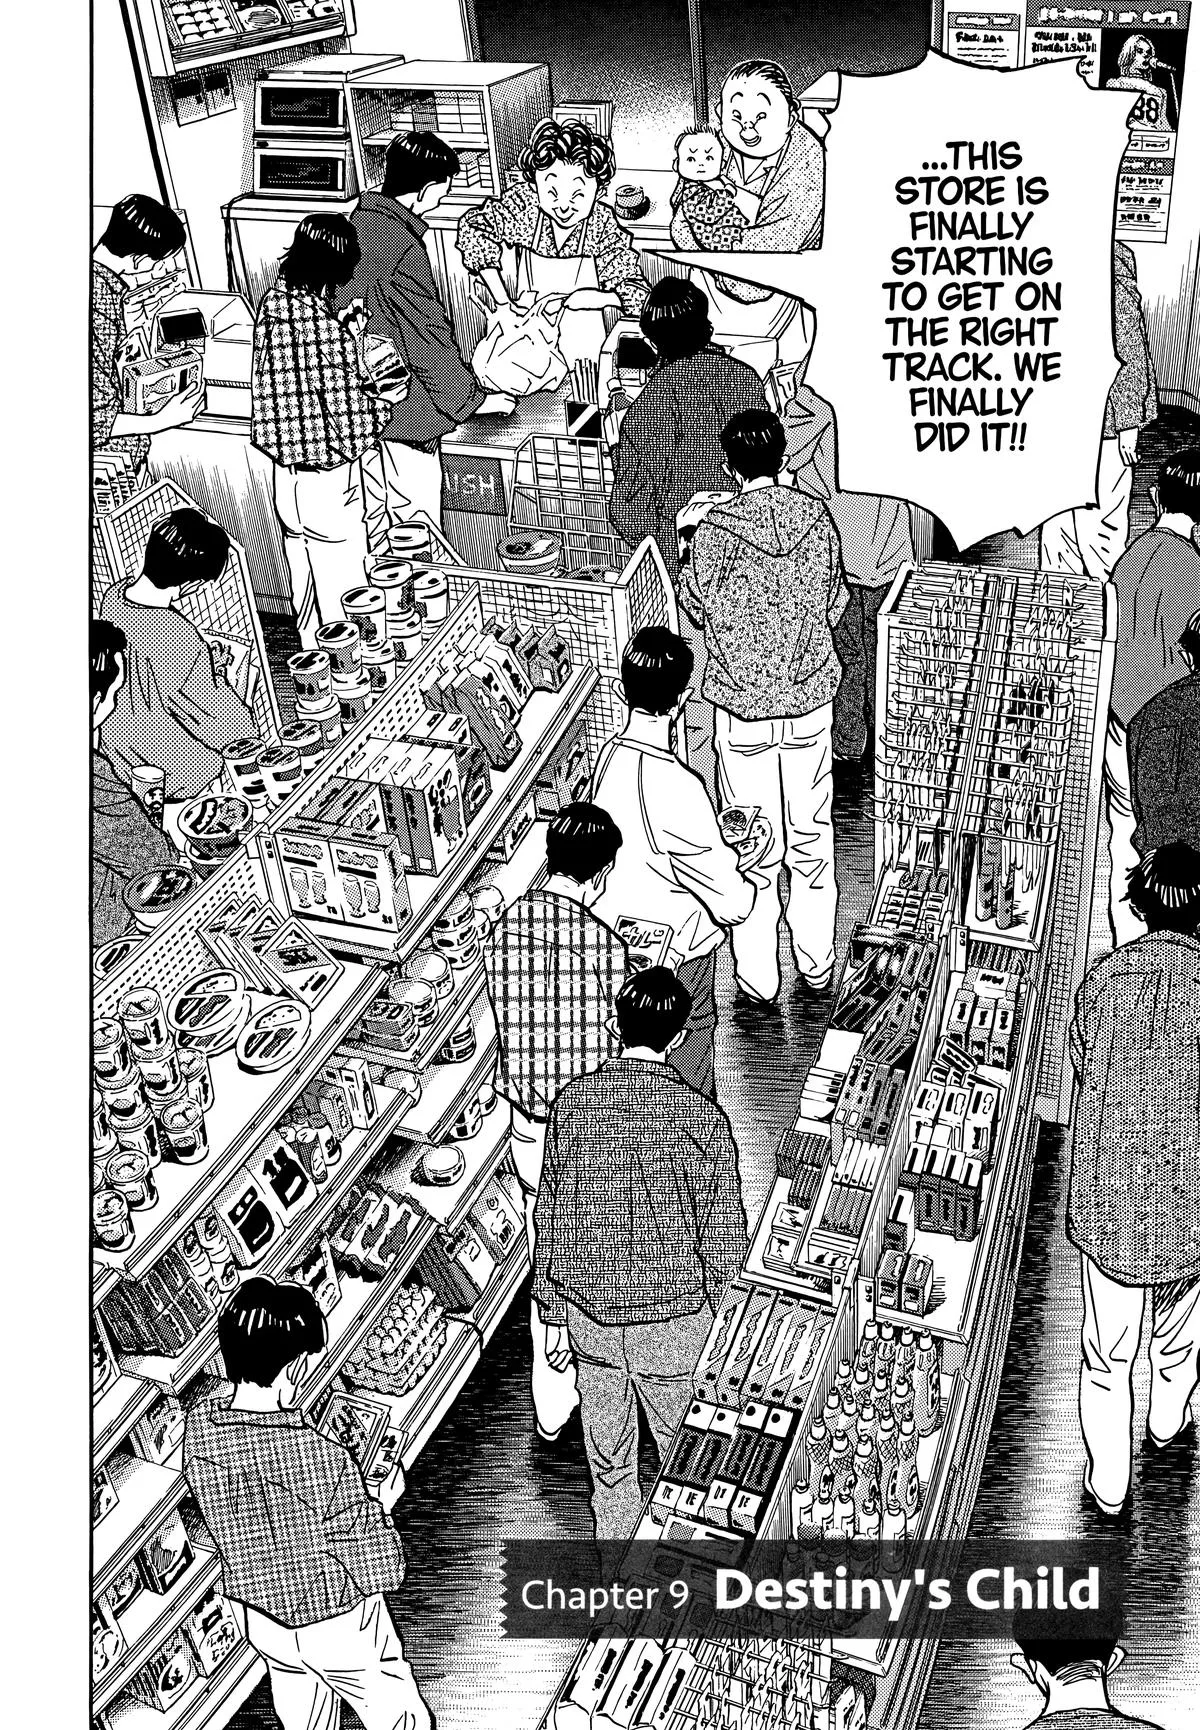 ...THIS
STORE IS
FINALLY
STARTING
TO GET ON
THE RIGHT
TRACK. WE
FINALLY
DID IT!!
Chapter 9 Destiny's Child